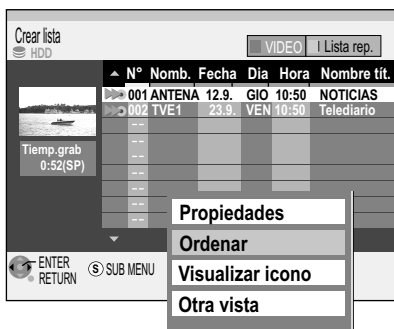 Crear lista
HDD
VIDEO Lista rep.
N° Nomb. Fecha Dia Hora Nombre tít.
001 ANTENA 12.9. GIO 10:50 NOTICIAS
002 TVE1 23.9. VEN 10:50 Telediario
--
--
--
--
--
--
Tiemp.grab
0:52(SP)
Propiedades
Ordenar
Visualizar icono
Otra vista
ENTER
RETURN
S SUB MENU